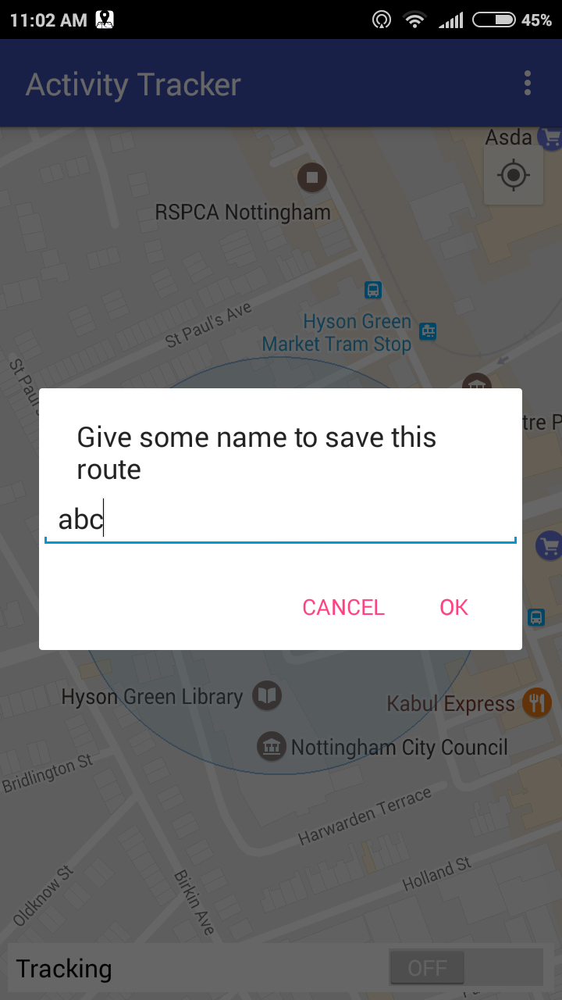 11:02 AM 45%
Activity Tracker
Asda
RSPCA Nottingham
St Paul's Ave
Hyson Green
Market Tram Stop
St Paul's
tre P
Give some name to save this
route
abc
CANCEL OK
Hyson Green Library
Kabul Express
Nottingham City Council
Bridlington St
Harwarden Terrace
Holland St
Oldknow St
Birkin Ave
Tracking OFF